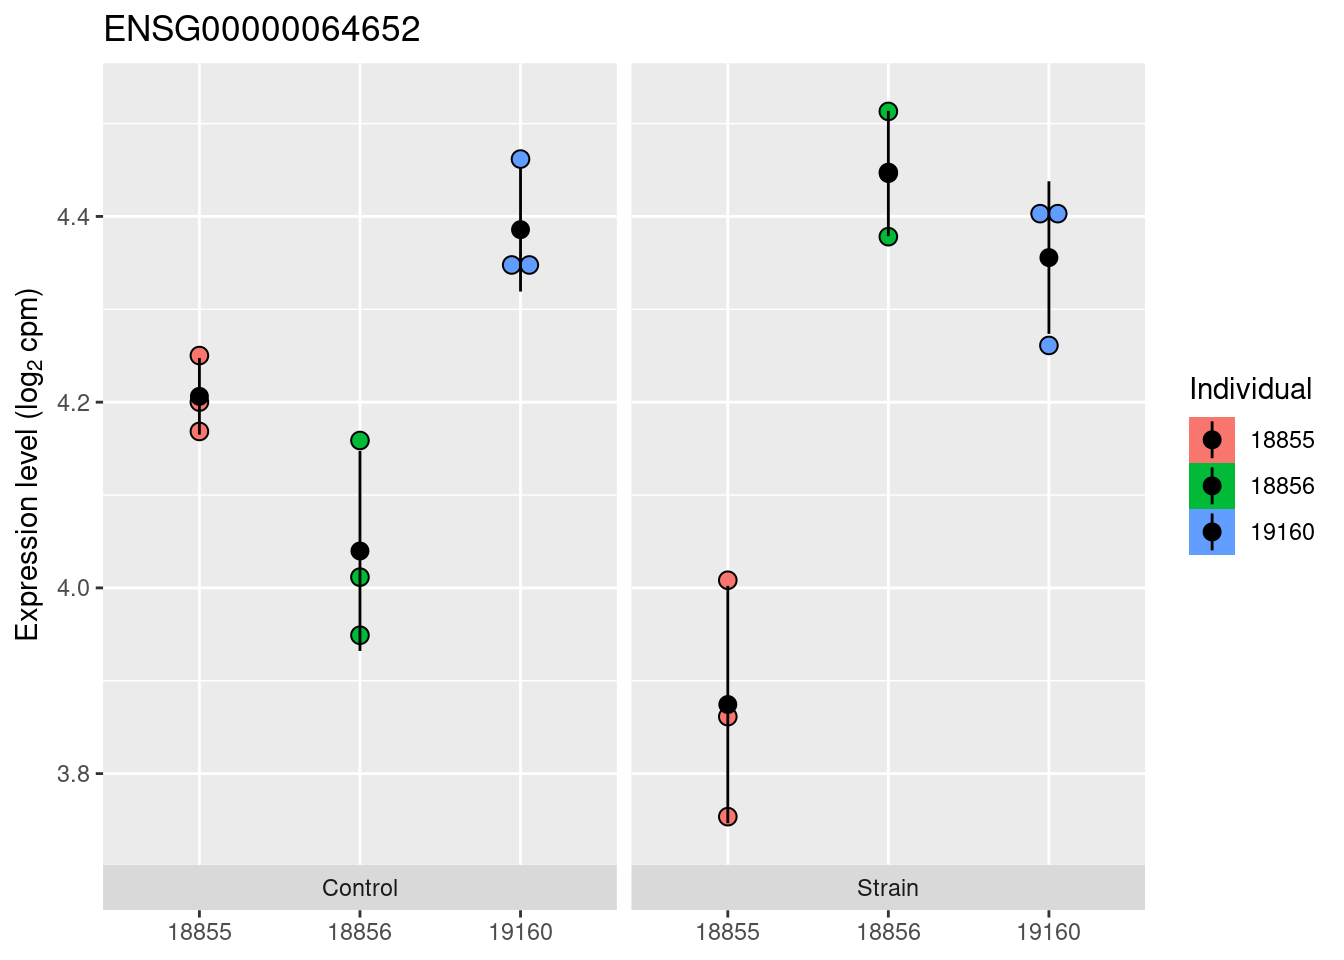 ENSG00000064652
Expression level (log2 cpm)
4.4
4.2
4.0
3.8
Control
Strain
18855
18856
19160
18855
18856
19160
Individual
18855
18856
19160